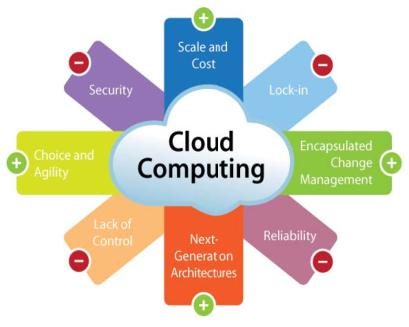 Scale and
Cost
Security
Lock-in
Cloud
Computing
Choice and
Agility
Encapsulated
Change
Management
Lack of
Control
Next-
Generat on
Architectures
Reliability